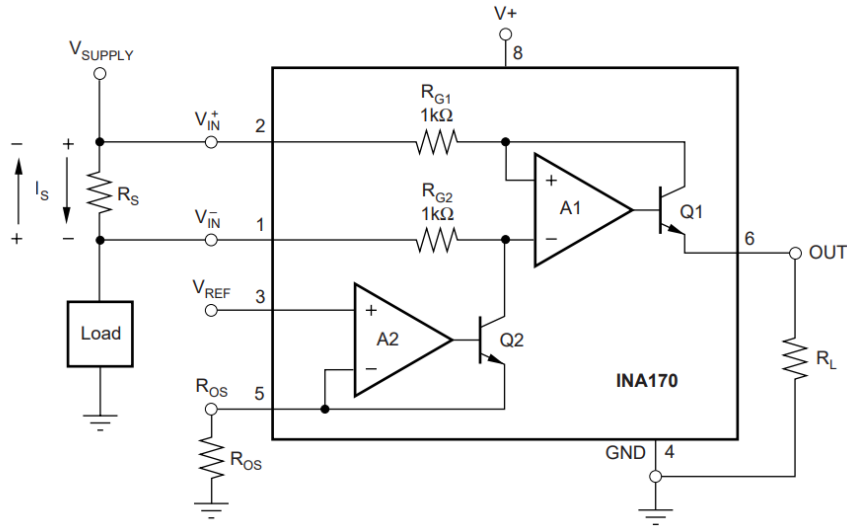 V+
8
VSUPPLY
RG1
1kΩ
VIN+
2
−
+
+
A1
Q1
IS
RS
RG2
1kΩ
+
−
VIN−
1
−
6
OUT
VREF
3
+
Load
A2
Q2
RL
−
INA170
ROS
5
GND
4
ROS